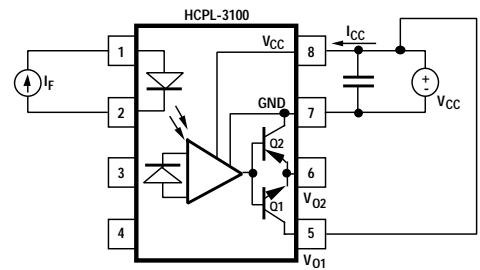 HCPL-3100
1
8
I_CC
V_CC
I_F
+
-
V_CC
2
GND
7
Q2
3
6
V_O2
Q1
4
5
V_O1